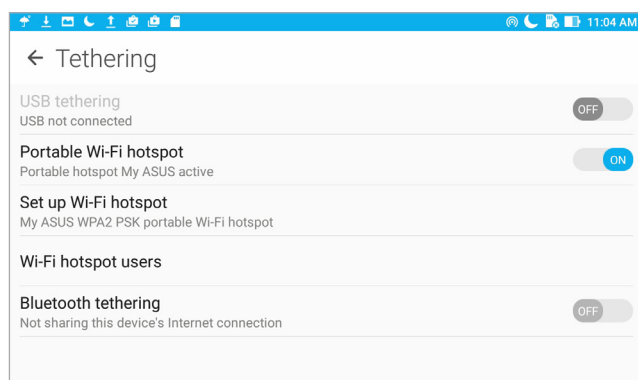 11:04 AM
Tethering
USB tethering
OFF
USB not connected
Portable Wi-Fi hotspot
ON
Portable hotspot My ASUS active
Set up Wi-Fi hotspot
My ASUS WPA2 PSK portable Wi-Fi hotspot
Wi-Fi hotspot users
Bluetooth tethering
OFF
Not sharing this device's Internet connection